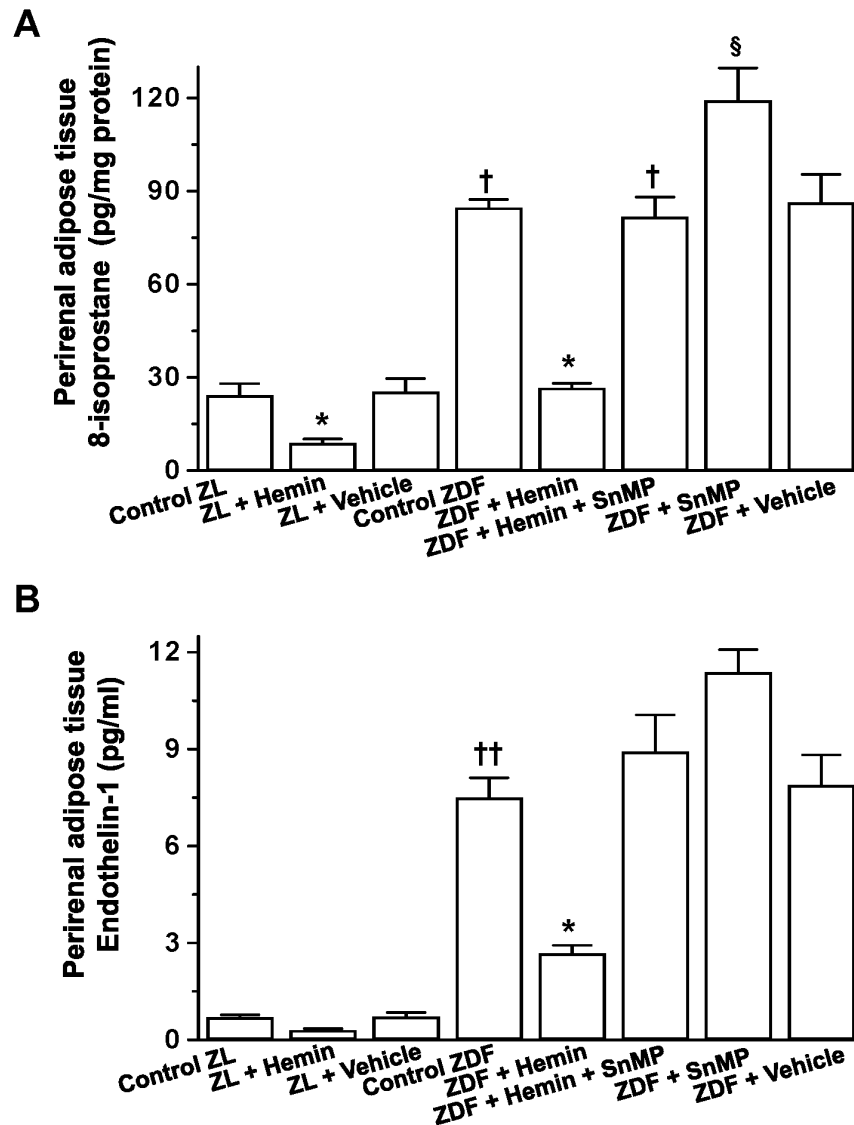 A
Perirenal adipose tissue
8-isoprostane (pg/mg protein)
120
90
60
30
0
§
†
†
*
*
Control ZL
ZL + Hemin
ZL + Vehicle
Control ZDF
ZDF + Hemin
ZDF + Hemin + SnMP
ZDF + SnMP
ZDF + Vehicle
B
Perirenal adipose tissue
Endothelin-1 (pg/ml)
12
9
6
3
0
††
*
Control ZL
ZL + Hemin
ZL + Vehicle
Control ZDF
ZDF + Hemin
ZDF + Hemin + SnMP
ZDF + SnMP
ZDF + Vehicle